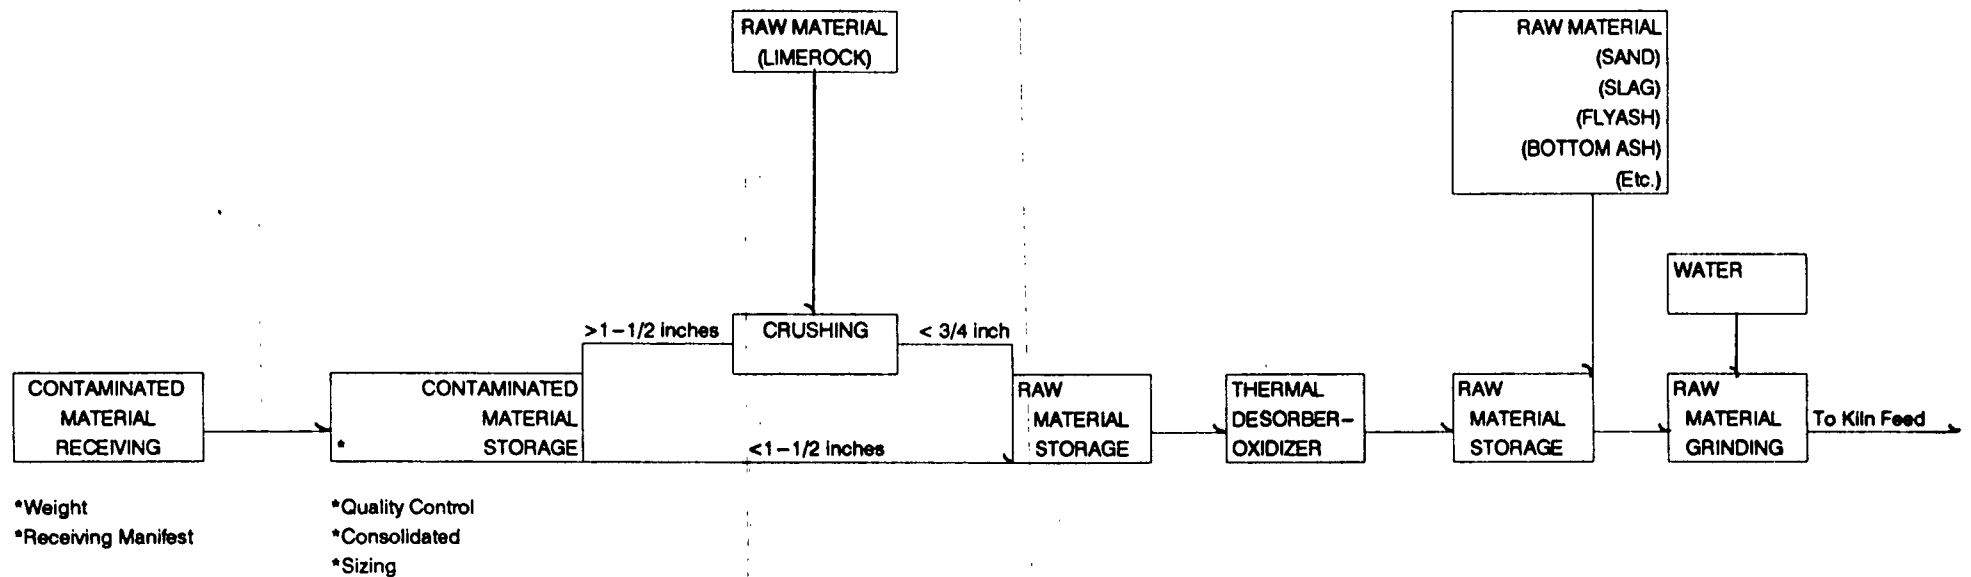 RAW MATERIAL
(LIMEROCK)
RAW MATERIAL
(SAND)
(SLAG)
(FLYASH)
(BOTTOM ASH)
(Etc.)
WATER
>1-1/2 inches
CRUSHING
< 3/4 inch
CONTAMINATED
MATERIAL
RECEIVING
CONTAMINATED
MATERIAL
* STORAGE
<1-1/2 inches
RAW
MATERIAL
STORAGE
THERMAL
DESORBER-
OXIDIZER
RAW
MATERIAL
STORAGE
RAW
MATERIAL
GRINDING
To Kiln Feed
*Weight
*Receiving Manifest
*Quality Control
*Consolidated
*Sizing